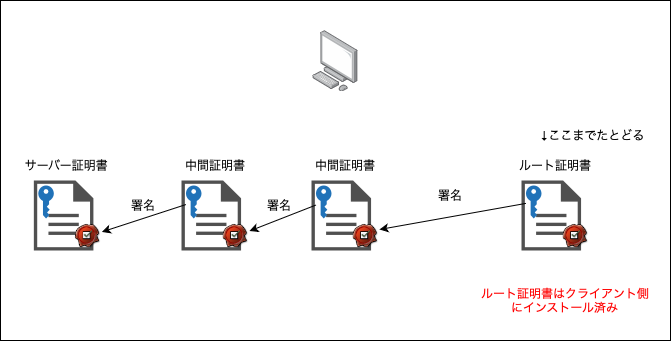 ↓ここまでたとどる
サーバー証明書
中間証明書
中間証明書
ルート証明書
署名
署名
署名
ルート証明書はクライアント側
にインストール済み